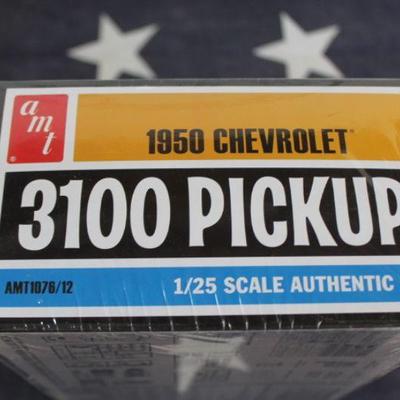 amt
1950 CHEVROLET
3100 PICKUP
AMT1076/12
1/25 SCALE AUTHENTIC